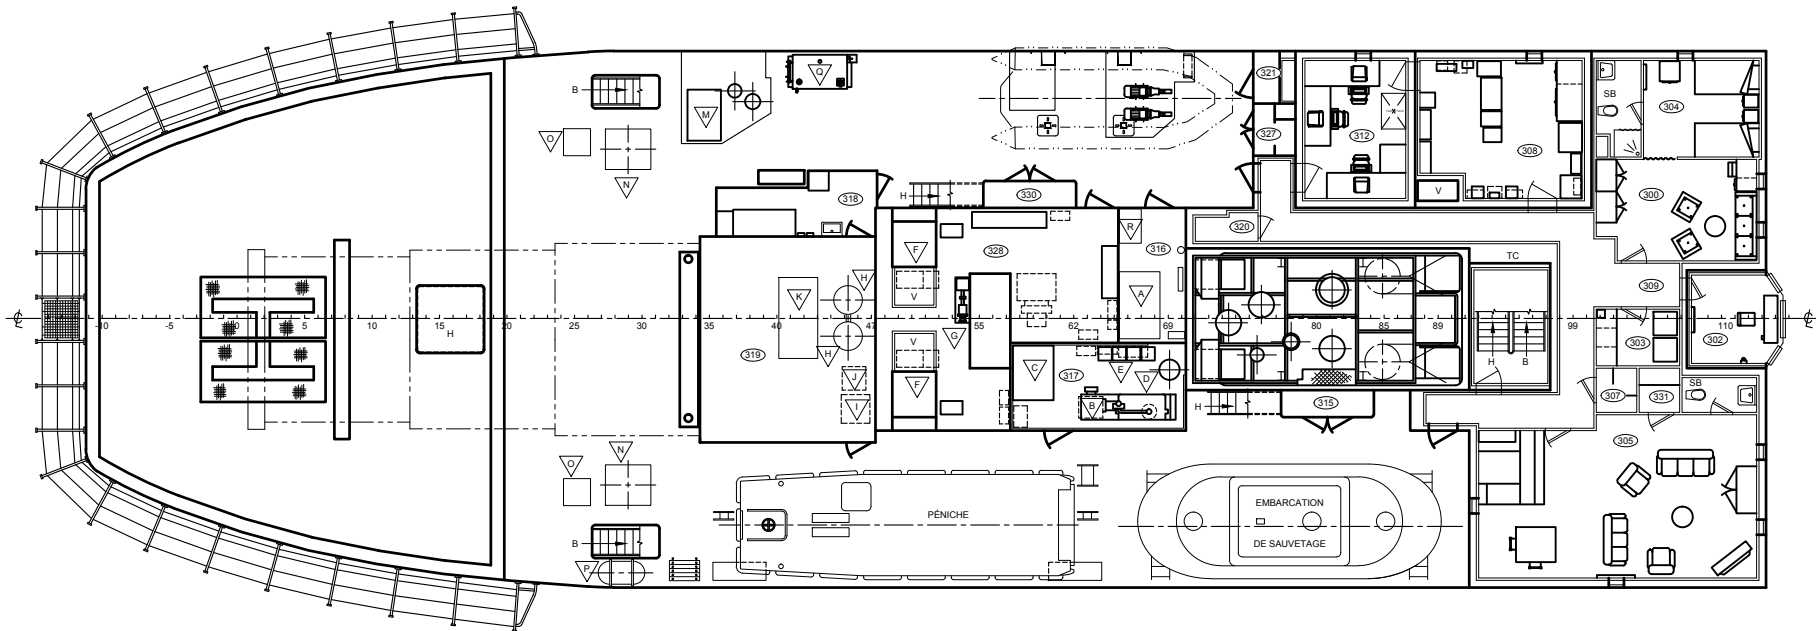 B
Q
M
O
N
321
327
312
SB
304
308
V
300
318
H
330
F
328
R
316
320
TC
309
H
V
K
A
-10
-5
0
5
10
15
20
25
30
35
40
47
55
62
69
80
85
89
99
110
H
319
H
J
I
V
F
G
C
317
E
D
B
H
B
303
302
307
331
SB
H
315
305
O
N
B
P
PÉNICHE
EMBARCATION
DE SAUVETAGE